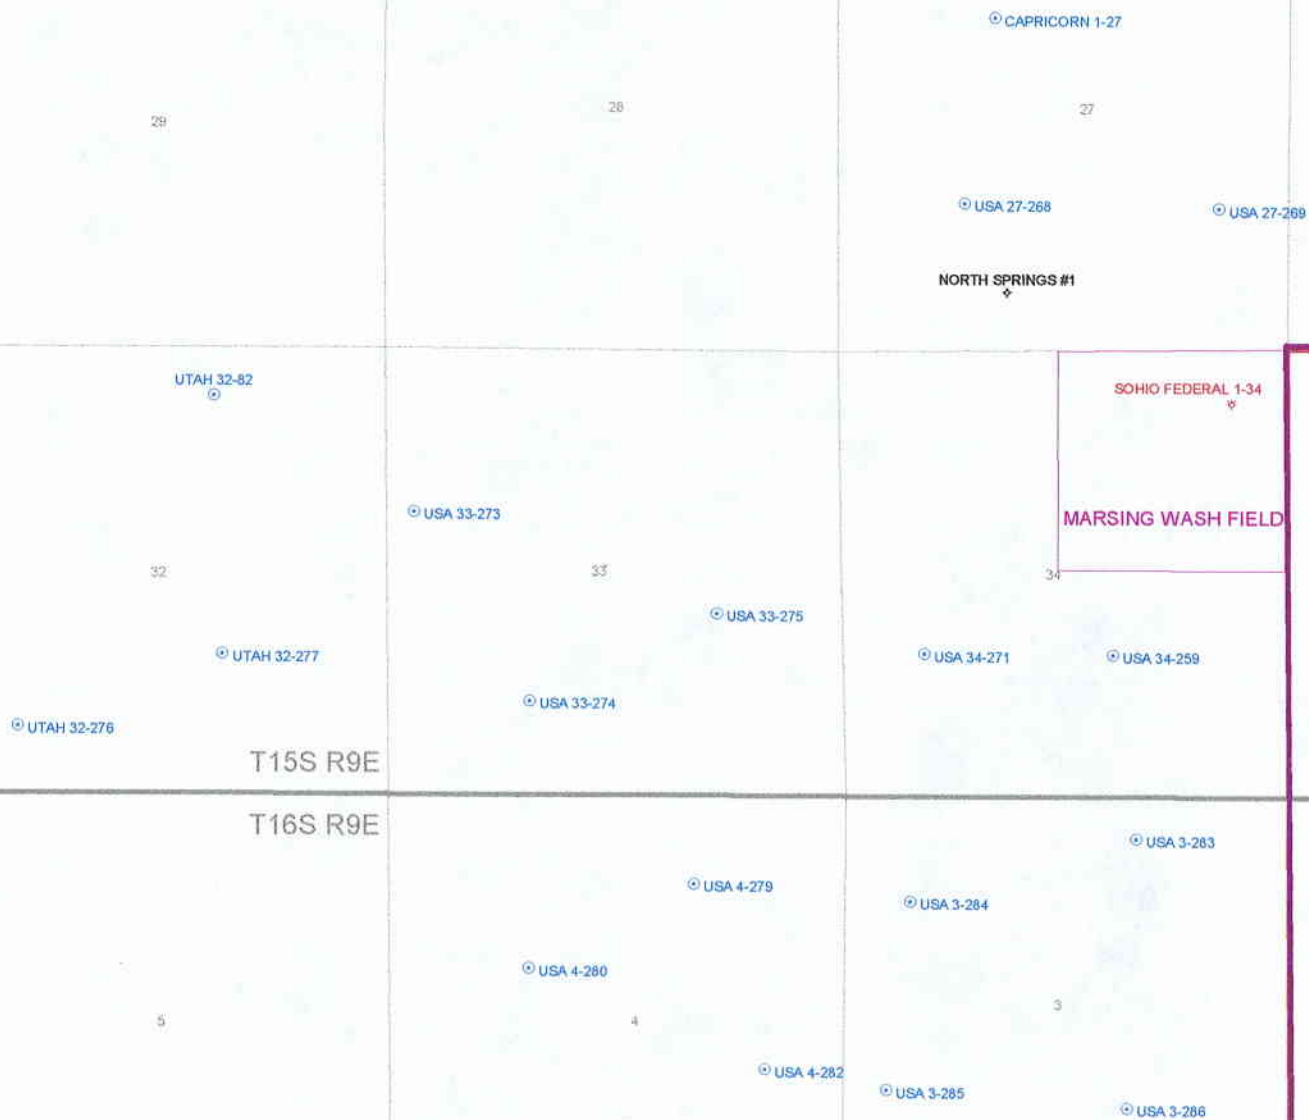 CAPRICORN 1-27
29
28
27
USA 27-268
USA 27-269
NORTH SPRINGS #1
UTAH 32-82
SOHIO FEDERAL 1-34
USA 33-273
MARSING WASH FIELD
32
33
34
USA 33-275
UTAH 32-277
USA 34-271
USA 34-259
USA 33-274
UTAH 32-276
T15S R9E
T16S R9E
USA 3-283
USA 4-279
USA 3-284
USA 4-280
3
5
4
USA 4-282
USA 3-285
USA 3-286